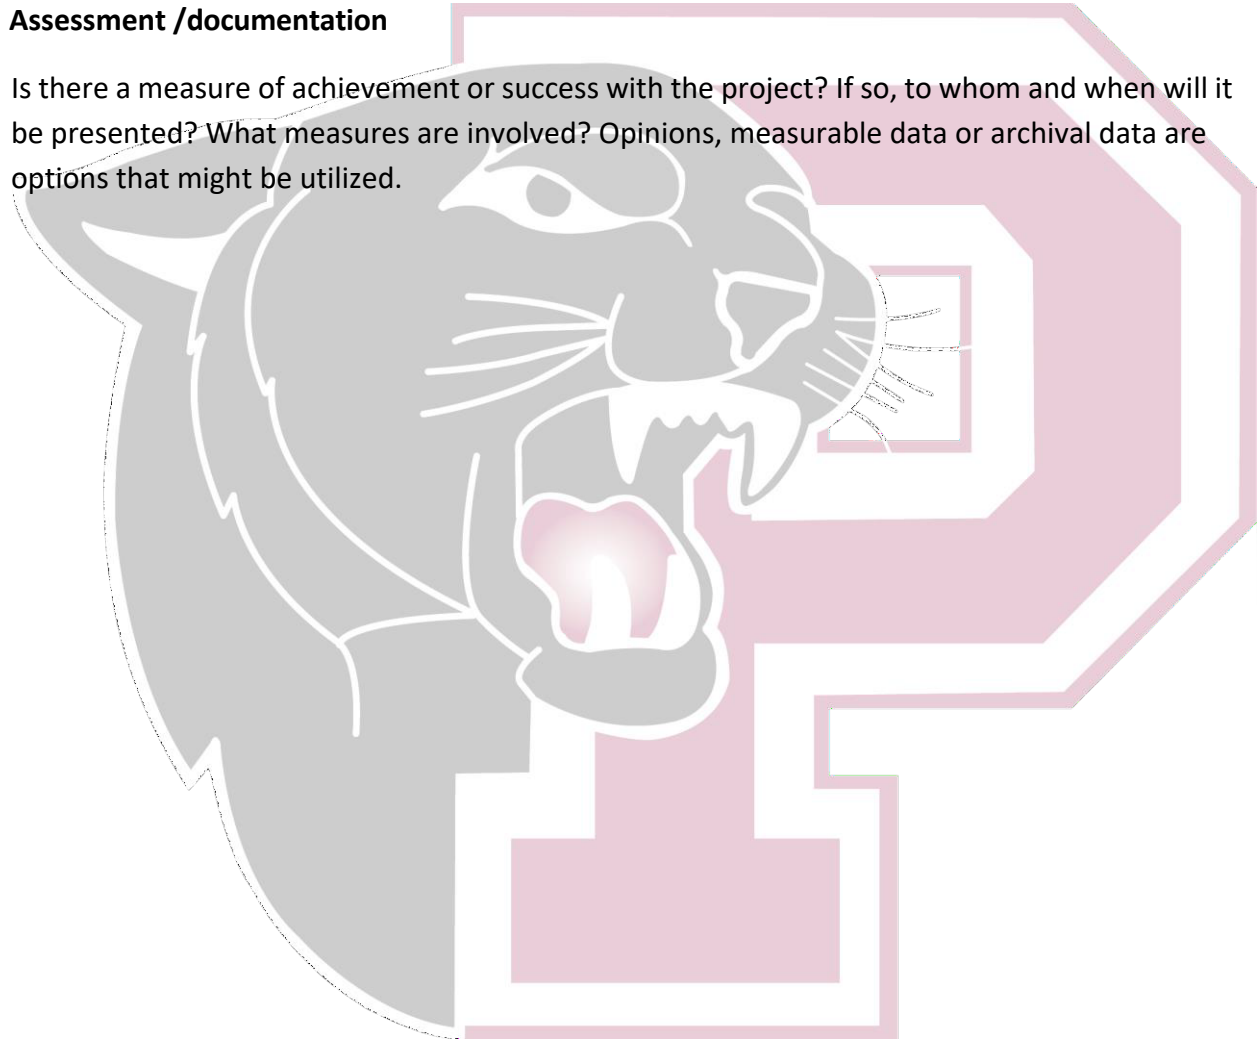 Assessment /documentation
Is there a measure of achievement or success with the project? If so, to whom and when will it
be presented? What measures are involved? Opinions, measurable data or archival data are
options that might be utilized.
P